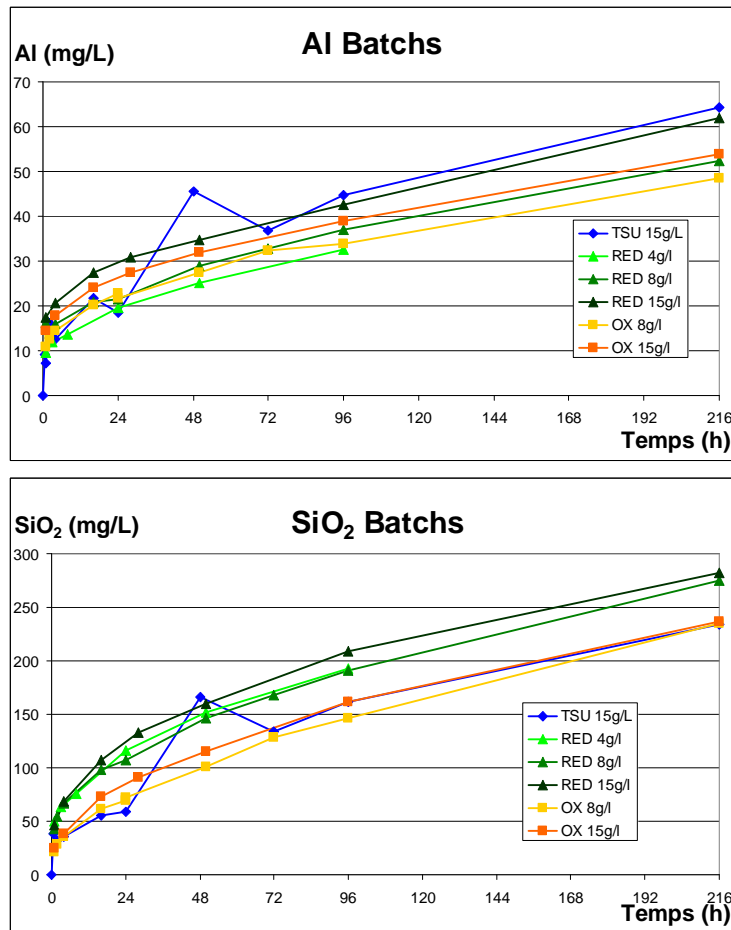 Al Batchs
Al (mg/L)
70
60
50
40
30
20
10
0
TSU 15g/L
RED 4g/l
RED 8g/l
RED 15g/l
OX 8g/l
OX 15g/l
0 24 48 72 96 120 144 168 192 216
Temps (h)
SiO2 Batchs
SiO2 (mg/L)
300
250
200
150
100
50
0
TSU 15g/L
RED 4g/l
RED 8g/l
RED 15g/l
OX 8g/l
OX 15g/l
0 24 48 72 96 120 144 168 192 216
Temps (h)